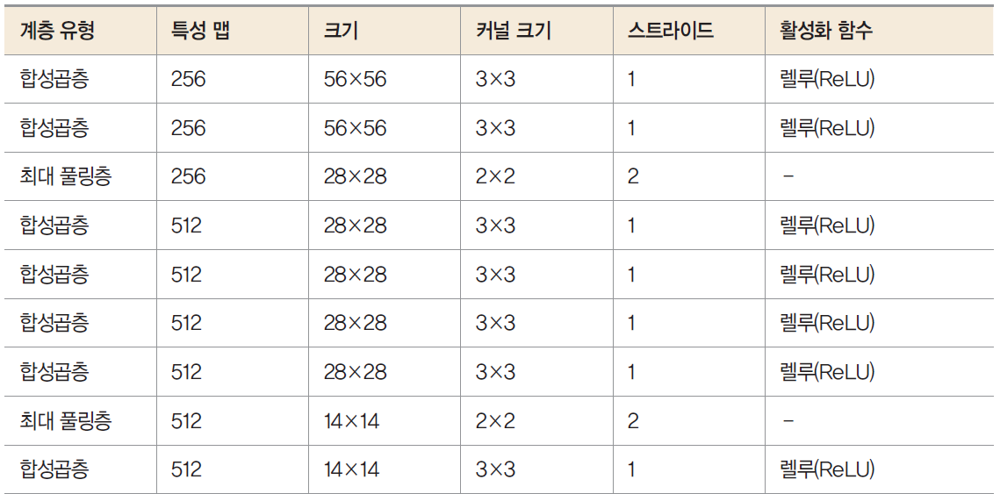 계층 유형 특성 맵 크기 커널 크기 스트라이드 활성화 함수
합성곱층 256 56×56 3×3 1 렐루(ReLU)
합성곱층 256 56×56 3×3 1 렐루(ReLU)
최대 풀링층 256 28×28 2×2 2 –
합성곱층 512 28×28 3×3 1 렐루(ReLU)
합성곱층 512 28×28 3×3 1 렐루(ReLU)
합성곱층 512 28×28 3×3 1 렐루(ReLU)
합성곱층 512 28×28 3×3 1 렐루(ReLU)
최대 풀링층 512 14×14 2×2 2 –
합성곱층 512 14×14 3×3 1 렐루(ReLU)